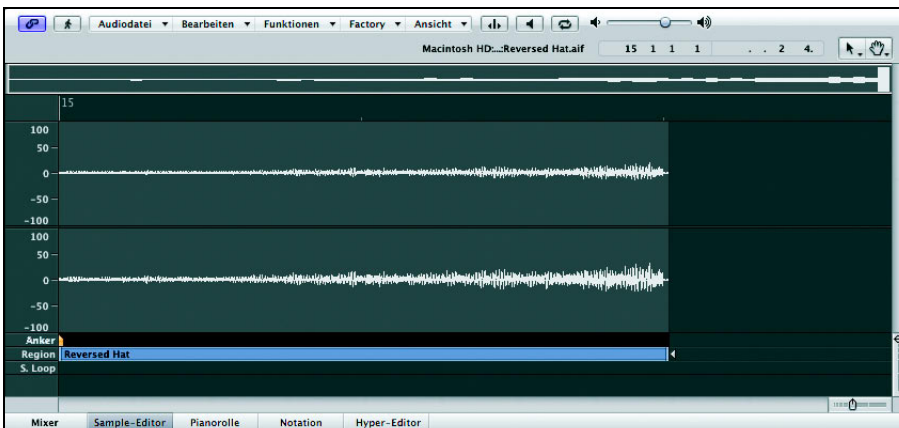 Audiodatei Bearbeiten Funktionen Factory Ansicht
Macintosh HD:...:Reversed Hat.aif 15 1 1 1 . . 2 4.
15
100
50
0
-50
-100
100
50
0
-50
-100
Anker
Region Reversed Hat
S. Loop
Mixer Sample-Editor Pianorolle Notation Hyper-Editor